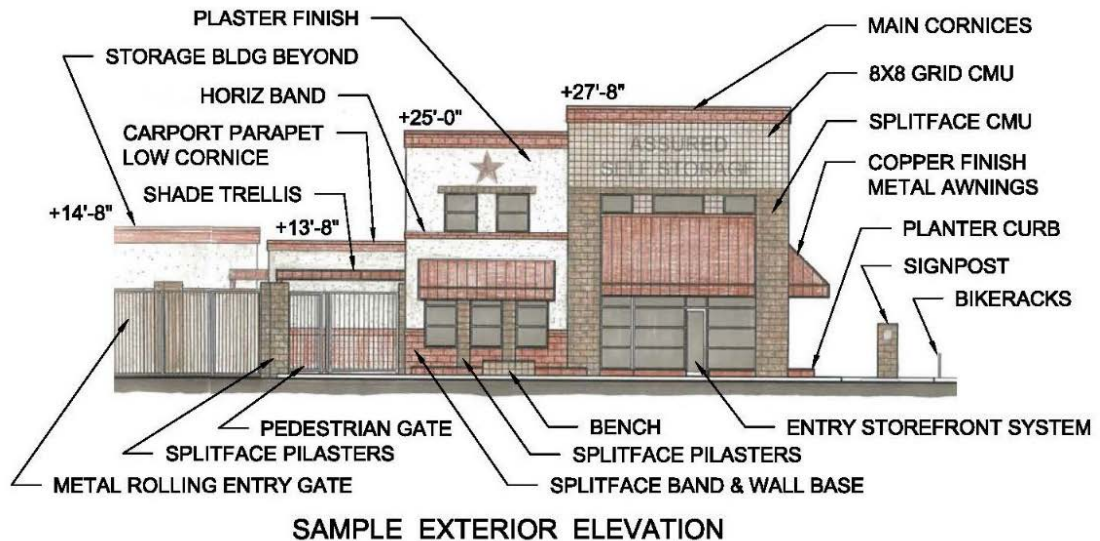 PLASTER FINISH
MAIN CORNICES
STORAGE BLDG BEYOND
8X8 GRID CMU
HORIZ BAND
+27'-8"
+25'-0"
SPLITFACE CMU
CARPORT PARAPET
LOW CORNICE
ASSURED
SELF STORAGE
COPPER FINISH
METAL AWNINGS
SHADE TRELLIS
+14'-8"
+13'-8"
PLANTER CURB
SIGNPOST
BIKERACKS
PEDESTRIAN GATE
BENCH
ENTRY STOREFRONT SYSTEM
SPLITFACE PILASTERS
SPLITFACE PILASTERS
METAL ROLLING ENTRY GATE
SPLITFACE BAND & WALL BASE
SAMPLE EXTERIOR ELEVATION